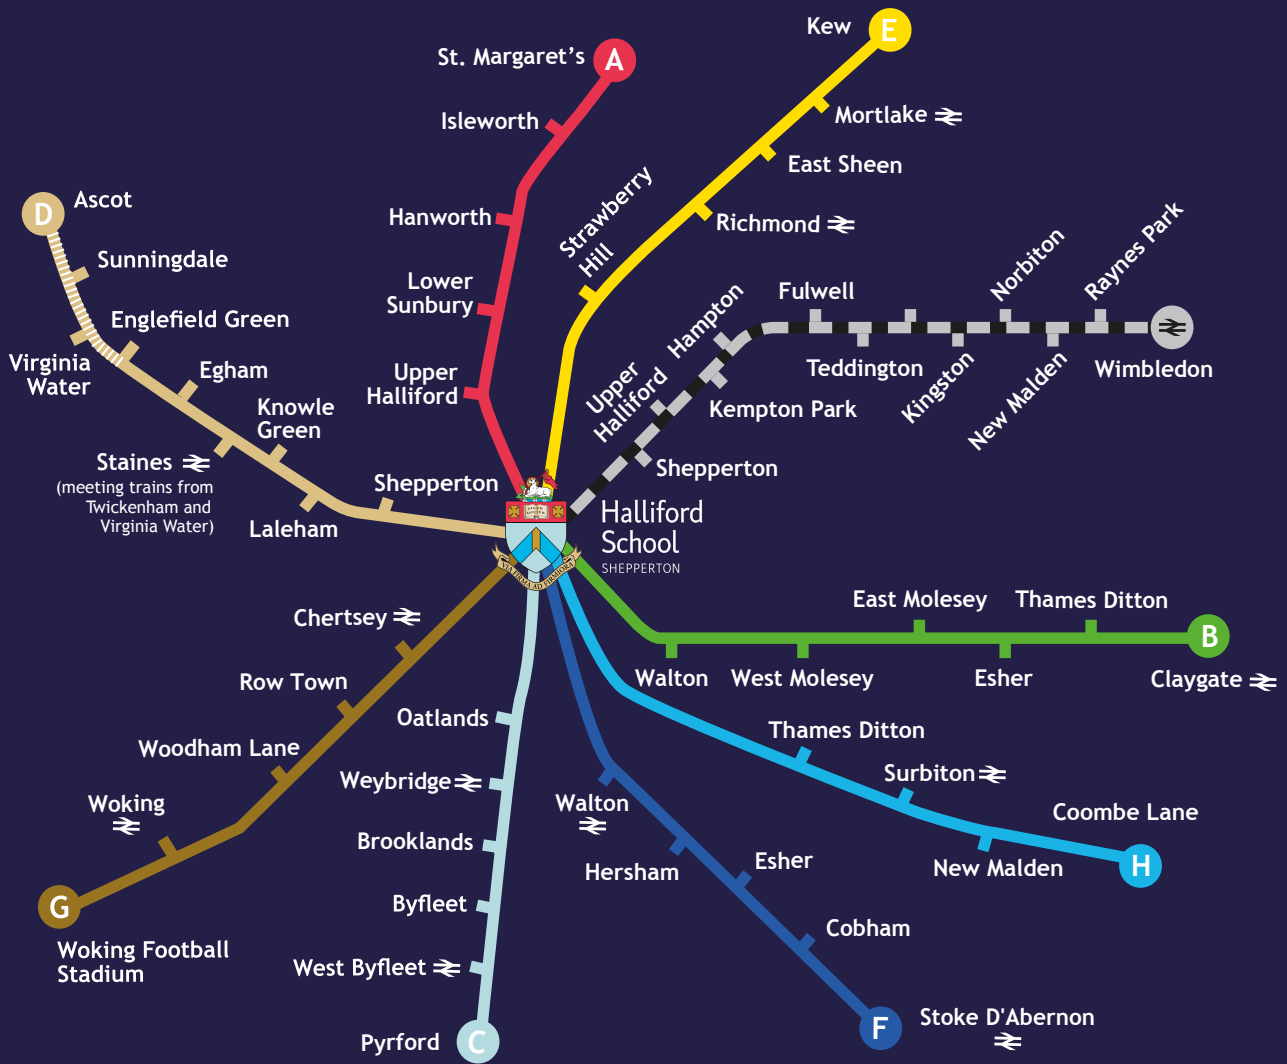 Kew
E
St. Margaret's
A
Isleworth
Mortlake
East Sheen
Strawberry
Hill
Richmond
D
Ascot
Hanworth
Sunningdale
Lower
Sunbury
Englefield Green
Virginia
Water
Egham
Upper
Halliford
Knowle
Green
Staines
(meeting trains from
Twickenham and
Virginia Water)
Shepperton
Laleham
Hampton
Fulwell
Norbiton
Raynes Park
Upper
Halliford
Kempton Park
Teddington
Kingston
New Malden
Wimbledon
Shepperton
VIA FIRMA AD FIRMIORA
Halliford
School
SHEPPERTON
East Molesey
Thames Ditton
B
Walton
West Molesey
Esher
Claygate
Chertsey
Row Town
Woodham Lane
Woking
G
Woking Football
Stadium
Oatlands
Weybridge
Brooklands
Byfleet
West Byfleet
Pyrford
C
Thames Ditton
Surbiton
Coombe Lane
New Malden
H
Walton
Hersham
Esher
Cobham
F
Stoke D'Abernon